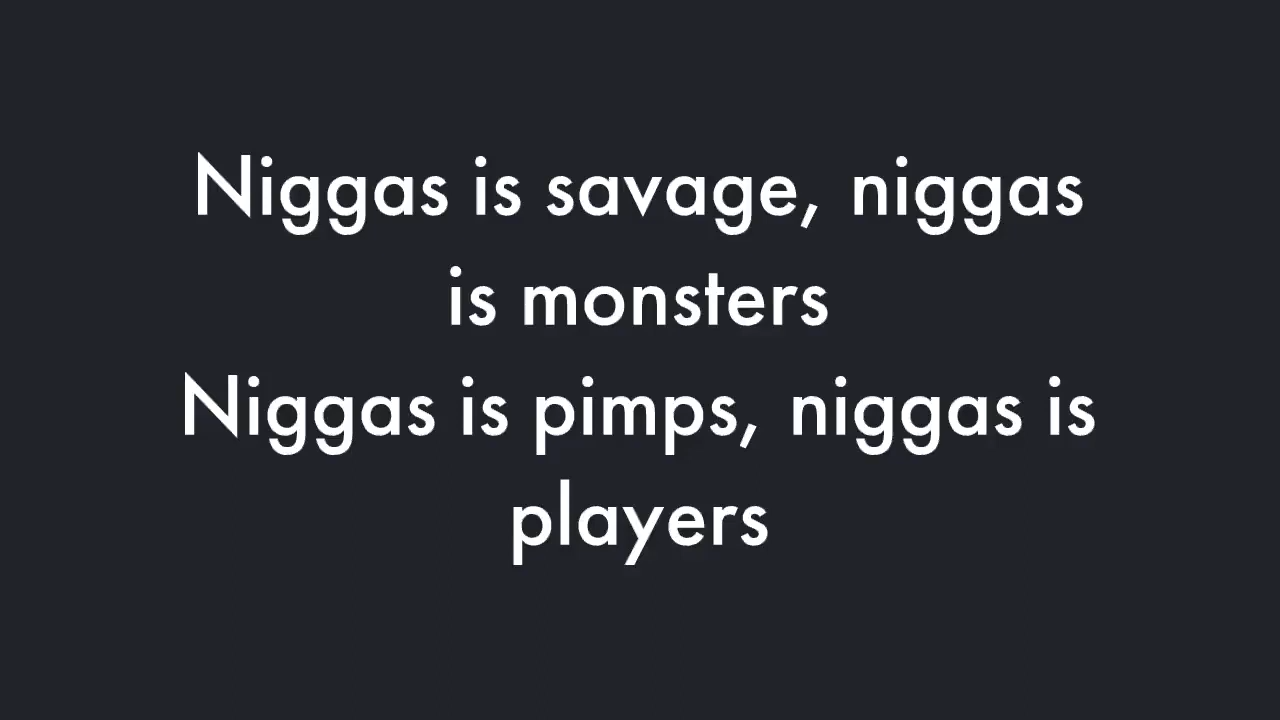 Niggas is savage, niggas
is monsters
Niggas is pimps, niggas is
players